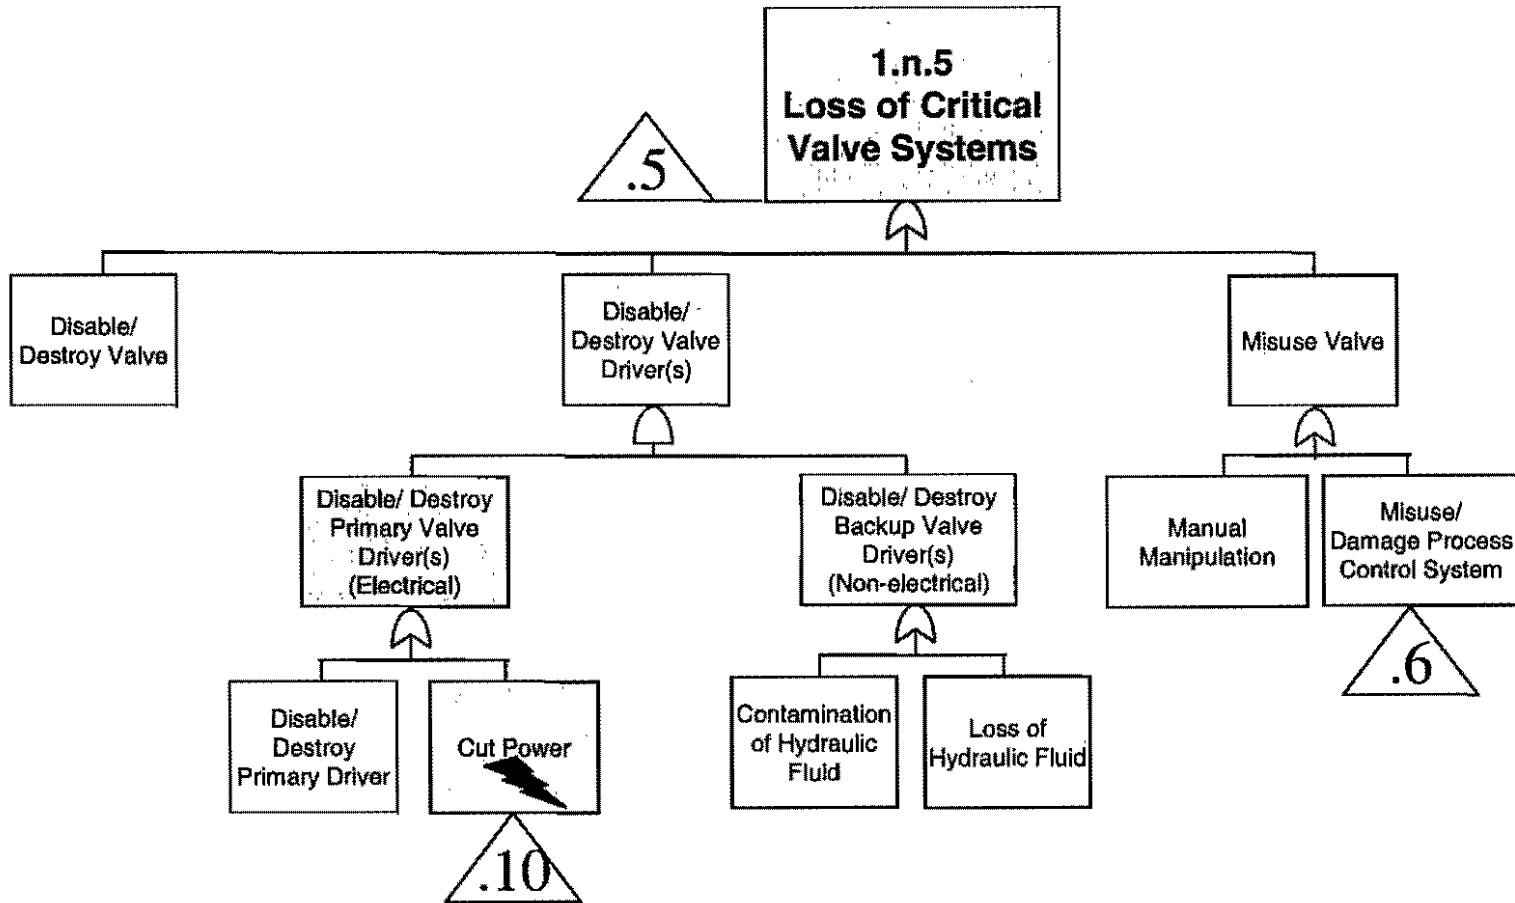 1.n.5
Loss of Critical
Valve Systems
.5
Disable/
Destroy Valve
Disable/
Destroy Valve
Driver(s)
Misuse Valve
Disable/ Destroy
Primary Valve
Driver(s)
(Electrical)
Disable/ Destroy
Backup Valve
Driver(s)
(Non-electrical)
Manual
Manipulation
Misuse/
Damage Process
Control System
.6
Disable/
Destroy
Primary Driver
Cut Power
Contamination
of Hydraulic
Fluid
Loss of
Hydraulic Fluid
.10